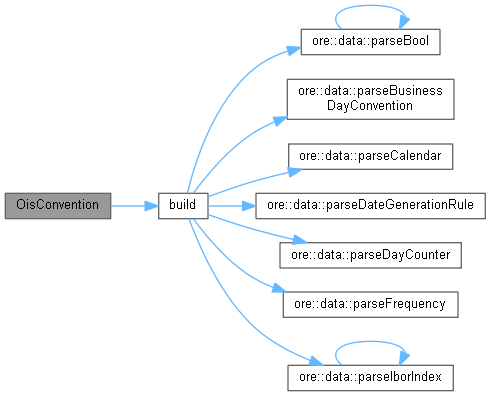 ore::data::parseBool
ore::data::parseBusiness
DayConvention
ore::data::parseCalendar
OisConvention
build
ore::data::parseDateGenerationRule
ore::data::parseDayCounter
ore::data::parseFrequency
ore::data::parseIborIndex